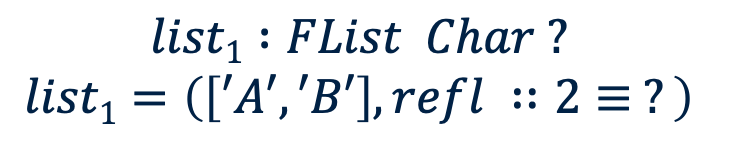 list₁ : FList Char ?
list₁ = (['A', 'B'], refl :: 2 ≡ ? )